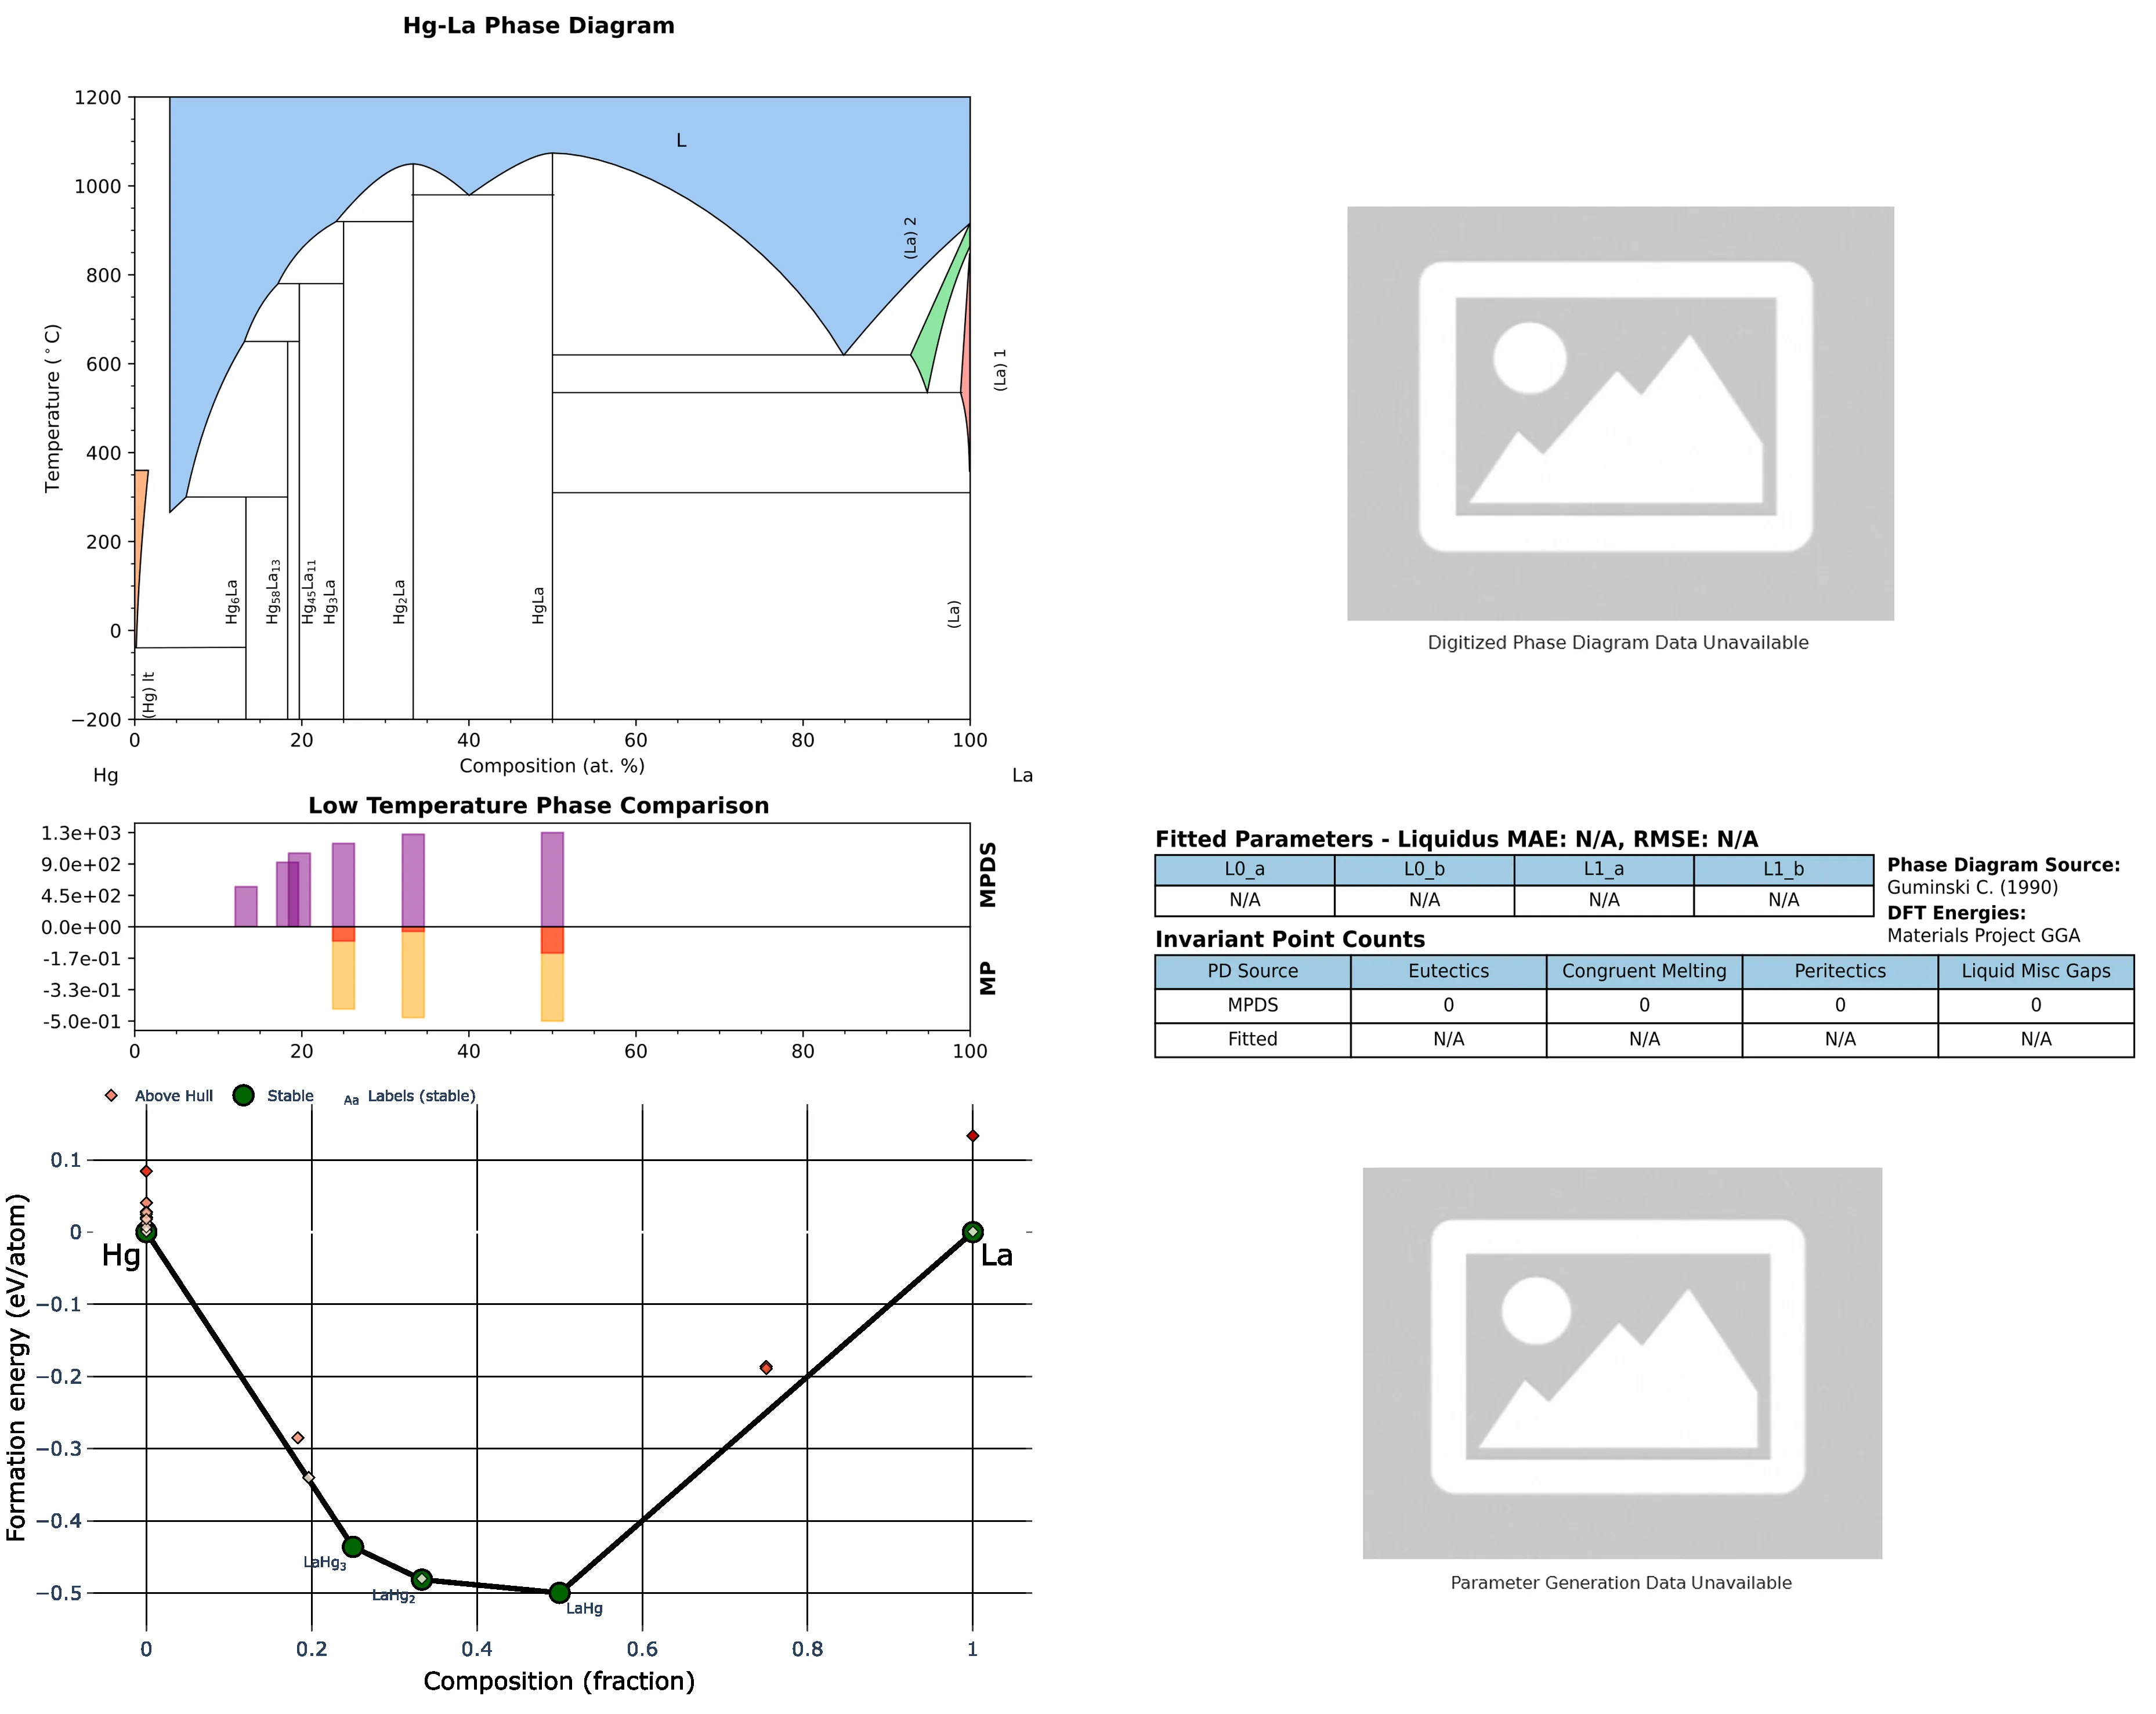 Hg-La Phase Diagram
1200
1000
800
600
400
200
0
−200
Temperature (°C)
L
(La) 2
(La) 1
Hg6La
Hg58La13
Hg45La11
Hg3La
Hg2La
HgLa
(La)
(Hg) lt
0 20 40 60 80 100
Composition (at. %)
Hg La
Digitized Phase Diagram Data Unavailable
Low Temperature Phase Comparison
1.3e+03
9.0e+02
4.5e+02
0.0e+00
-1.7e-01
-3.3e-01
-5.0e-01
MPDS
MP
0 20 40 60 80 100
Fitted Parameters - Liquidus MAE: N/A, RMSE: N/A
L0_a L0_b L1_a L1_b
N/A N/A N/A N/A
Phase Diagram Source:
Guminski C. (1990)
DFT Energies:
Materials Project GGA
Invariant Point Counts
PD Source Eutectics Congruent Melting Peritectics Liquid Misc Gaps
MPDS 0 0 0 0
Fitted N/A N/A N/A N/A
Above Hull Stable Aa Labels (stable)
0.1
0
−0.1
−0.2
−0.3
−0.4
−0.5
Formation energy (eV/atom)
Hg
La
LaHg3
LaHg2
LaHg
0 0.2 0.4 0.6 0.8 1
Composition (fraction)
Parameter Generation Data Unavailable